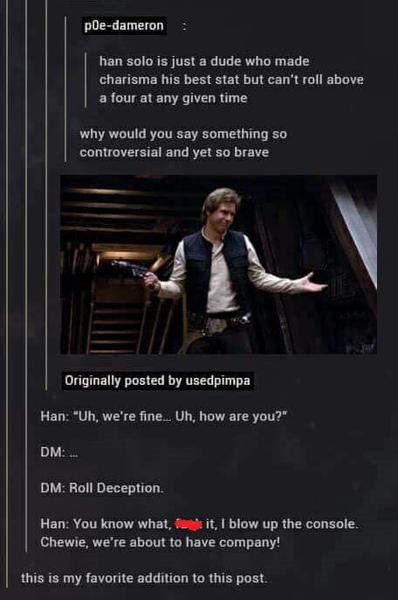 p0e-dameron :
han solo is just a dude who made
charisma his best stat but can't roll above
a four at any given time
why would you say something so
controversial and yet so brave
Originally posted by usedpimpa
Han: “Uh, we're fine... Uh, how are you?”
DM: ...
DM: Roll Deception.
Han: You know what, it, I blow up the console.
Chewie, we're about to have company!
this is my favorite addition to this post.